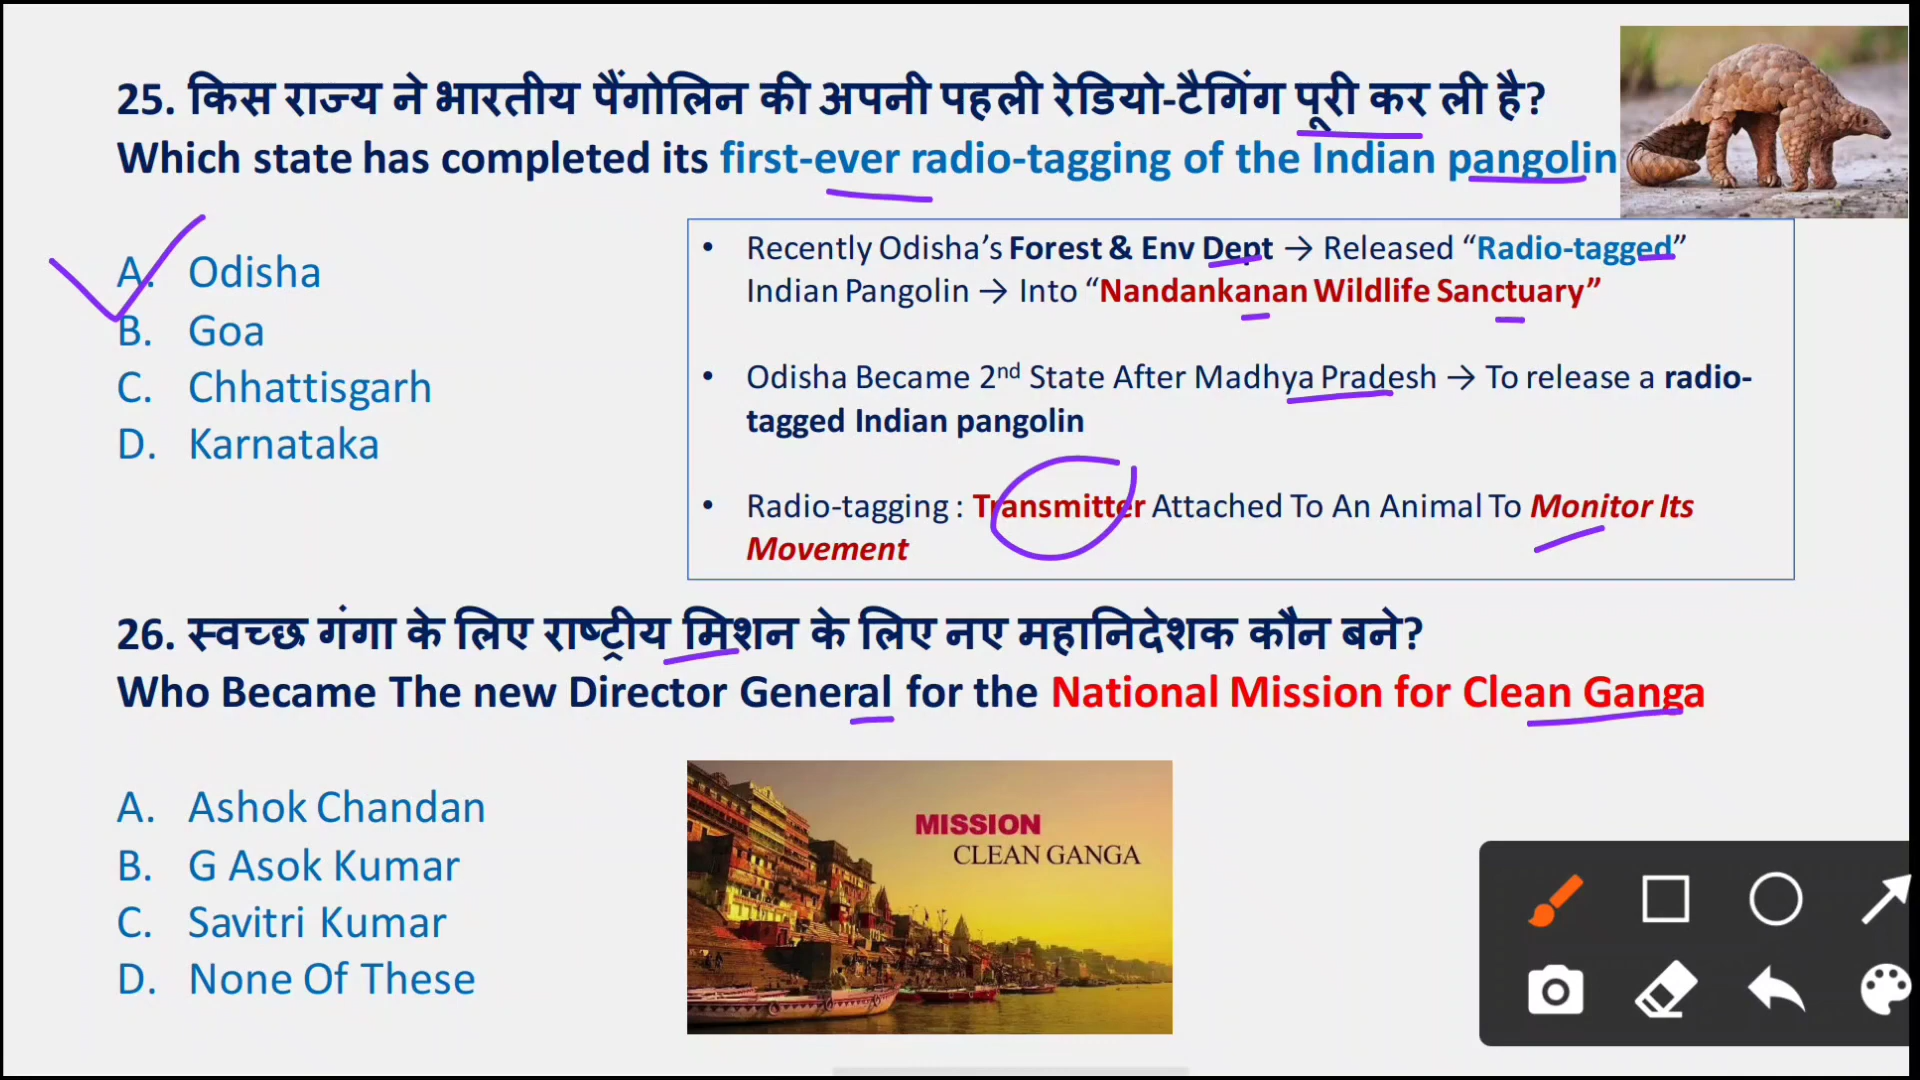 25. किस राज्य ने भारतीय पैंगोलिन की अपनी पहली रेडियो-टैगिंग पूरी कर ली है?
Which state has completed its first-ever radio-tagging of the Indian pangolin
A. Odisha
B. Goa
C. Chhattisgarh
D. Karnataka
• Recently Odisha's Forest & Env Dept → Released “Radio-tagged”
Indian Pangolin → Into “Nandankanan Wildlife Sanctuary”
• Odisha Became 2nd State After Madhya Pradesh → To release a radio-
tagged Indian pangolin
• Radio-tagging : Transmitter Attached To An Animal To Monitor Its
Movement
26. स्वच्छ गंगा के लिए राष्ट्रीय मिशन के लिए नए महानिदेशक कौन बने?
Who Became The new Director General for the National Mission for Clean Ganga
A. Ashok Chandan
B. G Asok Kumar
C. Savitri Kumar
D. None Of These
MISSION
CLEAN GANGA